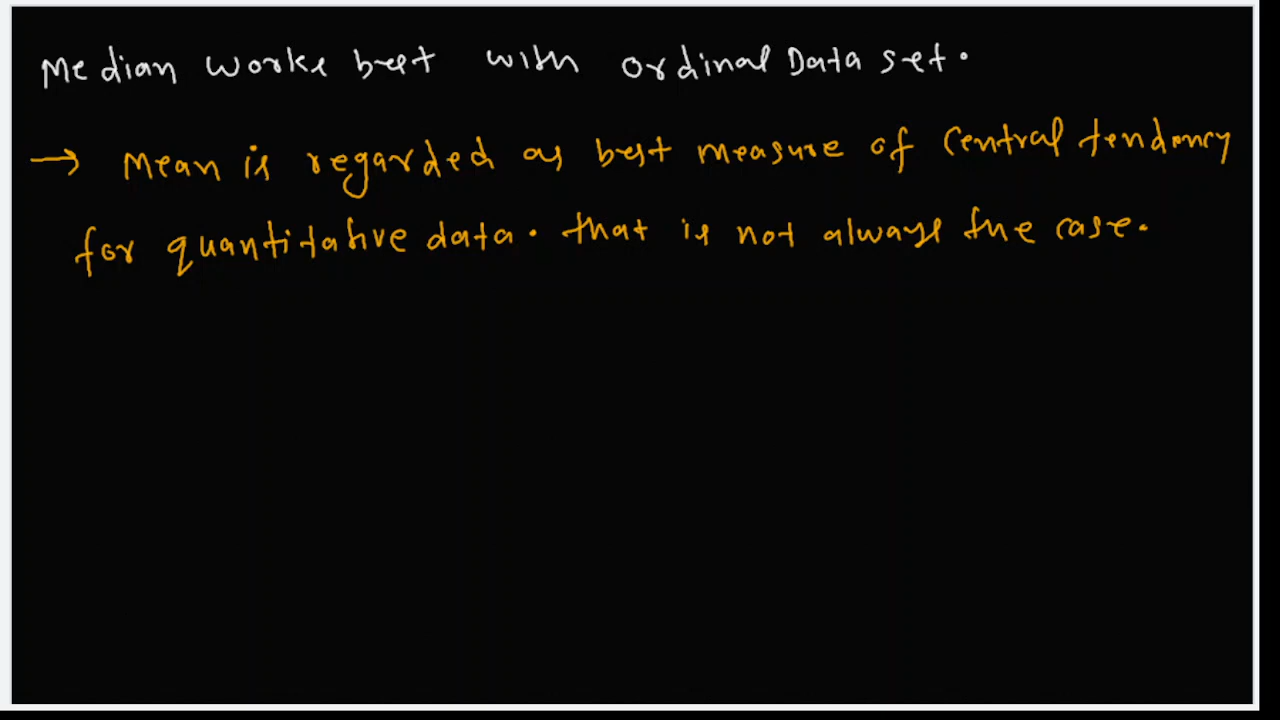 Median works best with ordinal Data set.
→ Mean is regarded as best measure of central tendency
for quantitative data. that is not always the case.